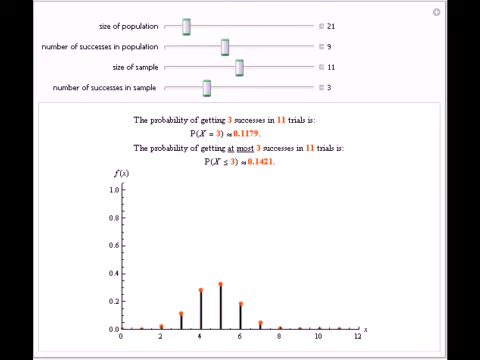 size of population 21
number of successes in population 9
size of sample 11
number of successes in sample 3
The probability of getting 3 successes in 11 trials is:
P(X = 3) ≈ 0.1179.
The probability of getting at most 3 successes in 11 trials is:
P(X ≤ 3) ≈ 0.1421.
f(x)
1.0
0.8
0.6
0.4
0.2
0.0
0 2 4 6 8 10 12 x